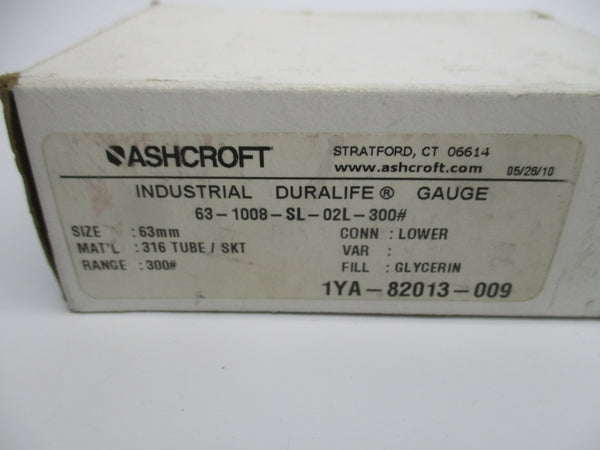 ASHCROFT
STRATFORD, CT 06614
www.ashcroft.com 05/26/10
INDUSTRIAL DURALIFE® GAUGE
63-1008-SL-02L-300#
SIZE :63mm CONN : LOWER
MAT'L :316 TUBE / SKT VAR :
RANGE :300# FILL : GLYCERIN
1YA-82013-009